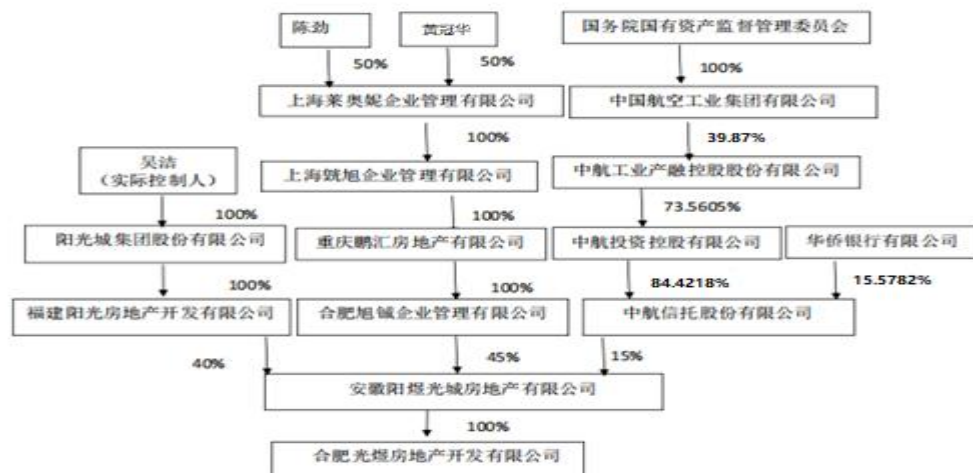 陈劲
黄冠华
国务院国有资产监督管理委员会
50%
50%
100%
上海莱奥妮企业管理有限公司
中国航空工业集团有限公司
100%
39.87%
吴洁
(实际控制人)
上海毓旭企业管理有限公司
中航工业产融控股股份有限公司
100%
100%
73.5605%
阳光城集团股份有限公司
重庆鹏汇房地产有限公司
中航投资控股有限公司
华侨银行有限公司
100%
100%
84.4218%
15.5782%
福建阳光房地产开发有限公司
合肥旭铖企业管理有限公司
中航信托股份有限公司
40%
45%
15%
安徽阳煜光城房地产有限公司
100%
合肥光煜房地产开发有限公司